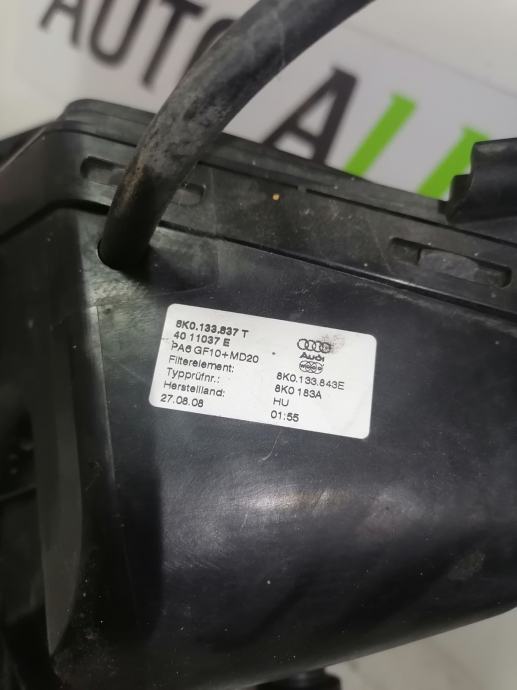 AUTO
ALL
8K0.133.837 T
40 11037 E
PA6 GF10+MD20
Audi
Filterelement: 8K0.133.843E
Typprüfnr.: 8K0 183A
Herstelland: HU
27.08.08 01:55